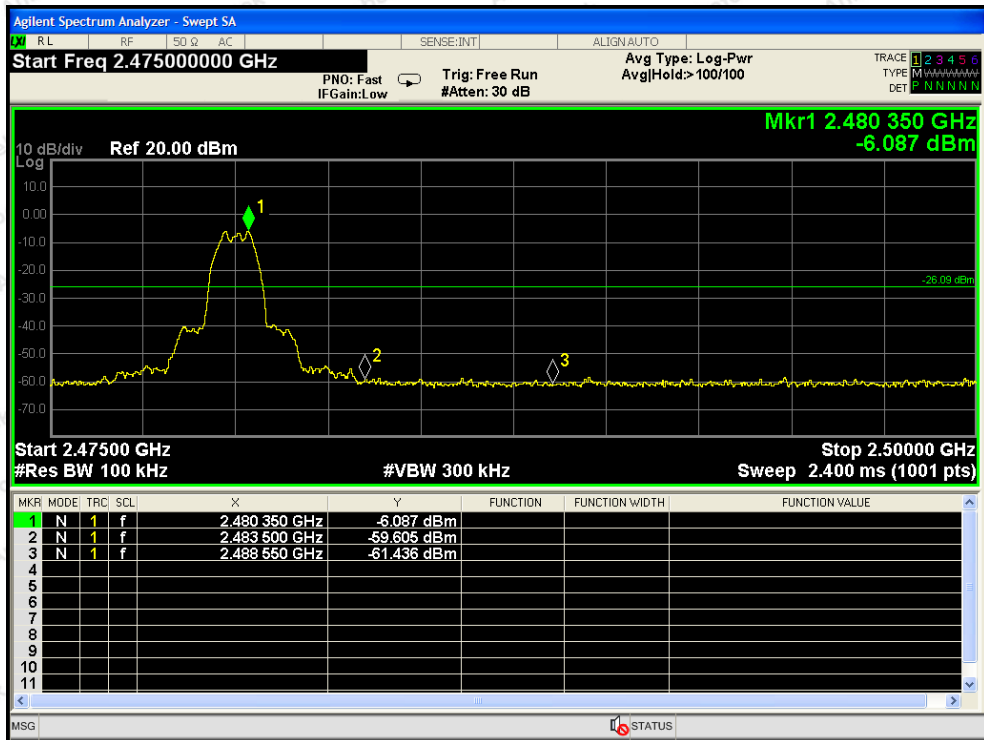 Agilent Spectrum Analyzer - Swept SA
LXI RL RF 50 Ω AC SENSE:INT ALIGNAUTO
Start Freq 2.475000000 GHz
PNO: Fast
IFGain:Low
Trig: Free Run
#Atten: 30 dB
Avg Type: Log-Pwr
Avg|Hold:>100/100
TRACE 1 2 3 4 5 6
TYPE M WWWWW
DET P N N N N N
Mkr1 2.480 350 GHz
-6.087 dBm
10 dB/div Ref 20.00 dBm
Log
10.0
0.00
-10.0
-20.0
-30.0
-40.0
-50.0
-60.0
-70.0
1
2
3
-26.09 dBm
Start 2.47500 GHz Stop 2.50000 GHz
#Res BW 100 kHz #VBW 300 kHz Sweep 2.400 ms (1001 pts)
MKR MODE TRC SCL X Y FUNCTION FUNCTION WIDTH FUNCTION VALUE
1 N 1 f 2.480 350 GHz -6.087 dBm
2 N 1 f 2.483 500 GHz -59.605 dBm
3 N 1 f 2.488 550 GHz -61.436 dBm
4
5
6
7
8
9
10
11
MSG STATUS